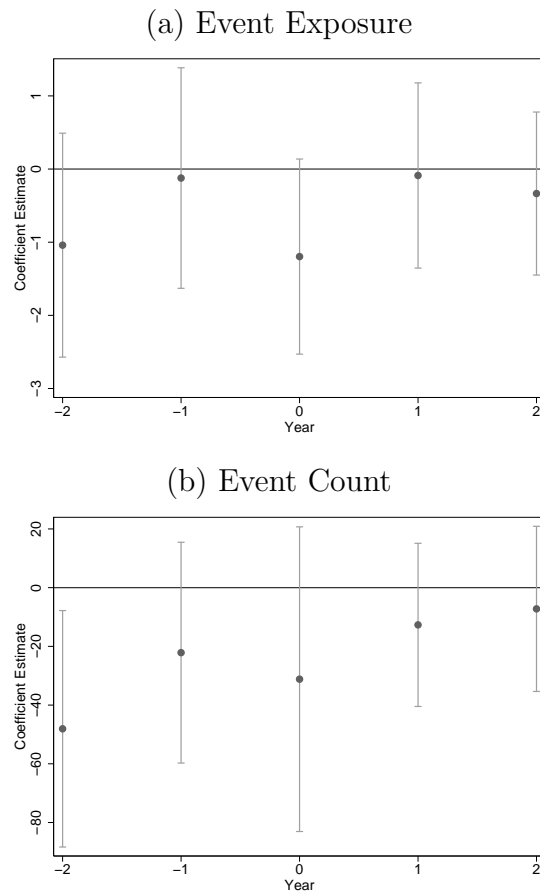 (a) Event Exposure
1
0
−1
−2
−3
Coefficient Estimate
−2 −1 0 1 2
Year
(b) Event Count
20
0
−20
−40
−60
−80
Coefficient Estimate
−2 −1 0 1 2
Year